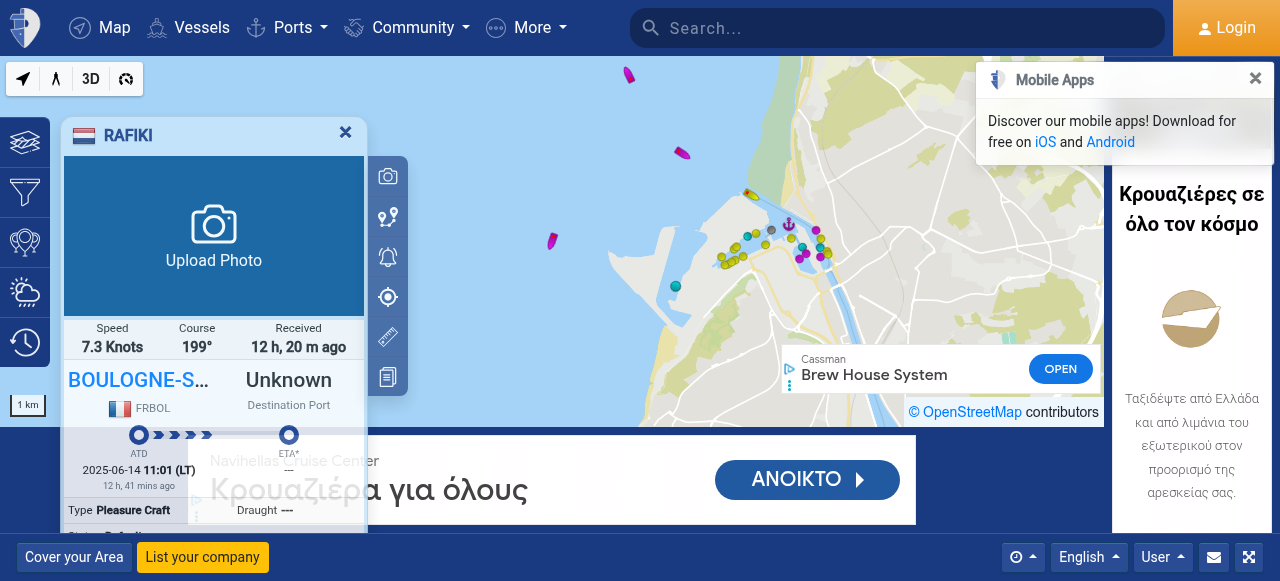 Map
Vessels
Ports
Community
More
Search...
Login
3D
Mobile Apps
Discover our mobile apps! Download for
free on iOS and Android
RAFIKI
Upload Photo
Speed
Course
Received
7.3 Knots
199°
12 h, 20 m ago
BOULOGNE-S...
Unknown
FRBOL
Destination Port
ATD
ETA*
2025-06-14 11:01 (LT)
---
12 h, 41 mins ago
Type Pleasure Craft
Draught ---
1 km
Cassman
Brew House System
OPEN
© OpenStreetMap contributors
Κρουαζιέρες σε
όλο τον κόσμο
Ταξιδέψτε από Ελλάδα
και από λιμάνια του
εξωτερικού στον
προορισμό της
αρεσκείας σας.
Navihellas Cruise Center
Κρουαζιέρα για όλους
ΑΝΟΙΚΤΟ
Cover your Area
List your company
English
User